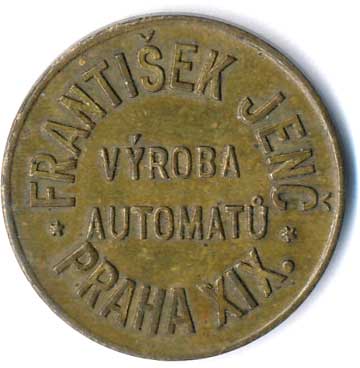 FRANTIŠEK JENČ
VÝROBA
AUTOMATŮ
* PRAHA XIX. *